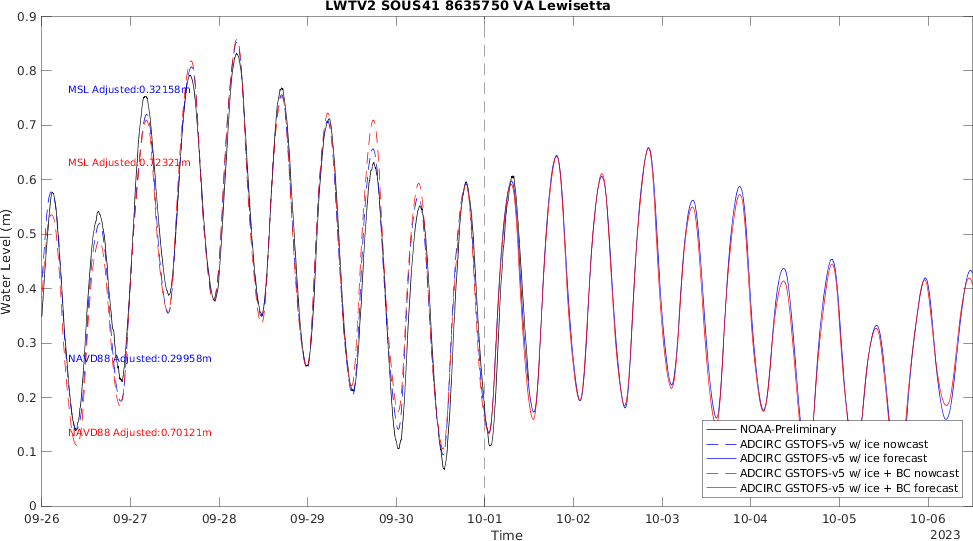 LWTV2 SOUS41 8635750 VA Lewisetta
0.9
0.8
0.7
0.6
0.5
0.4
0.3
0.2
0.1
0
Water Level (m)
MSL Adjusted:0.32158m
MSL Adjusted:0.72321m
NAVD88 Adjusted:0.29958m
NAVD88 Adjusted:0.70121m
NOAA-Preliminary
ADCIRC GSTOFS-v5 w/ ice nowcast
ADCIRC GSTOFS-v5 w/ ice forecast
ADCIRC GSTOFS-v5 w/ ice + BC nowcast
ADCIRC GSTOFS-v5 w/ ice + BC forecast
09-26 09-27 09-28 09-29 09-30 10-01 10-02 10-03 10-04 10-05 10-06
2023
Time